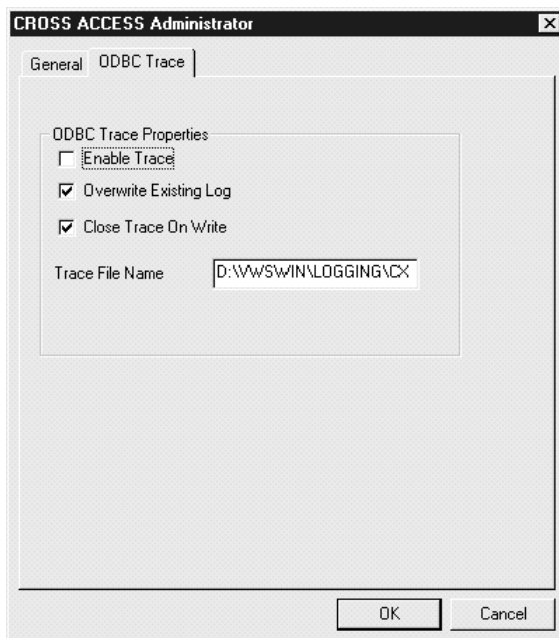 CROSS ACCESS Administrator
General
ODBC Trace
ODBC Trace Properties
Enable Trace
Overwrite Existing Log
Close Trace On Write
Trace File Name
D:\VWSWIN\LOGGING\CX
OK
Cancel